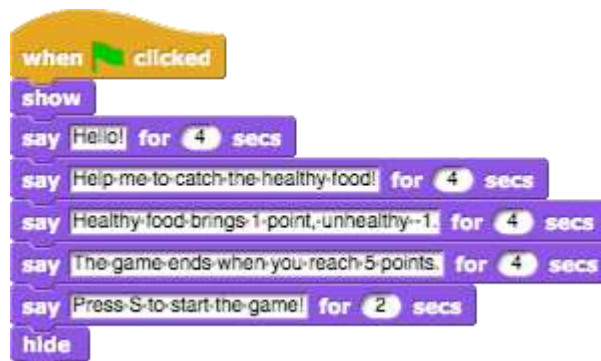 when clicked
show
say Hello! for 4 secs
say Help·me·to·catch·the·healthy·food! for 4 secs
say Healthy·food·brings·1·point,·unhealthy·-1. for 4 secs
say The·game·ends·when·you·reach·5·points. for 4 secs
say Press·S·to·start·the·game! for 2 secs
hide